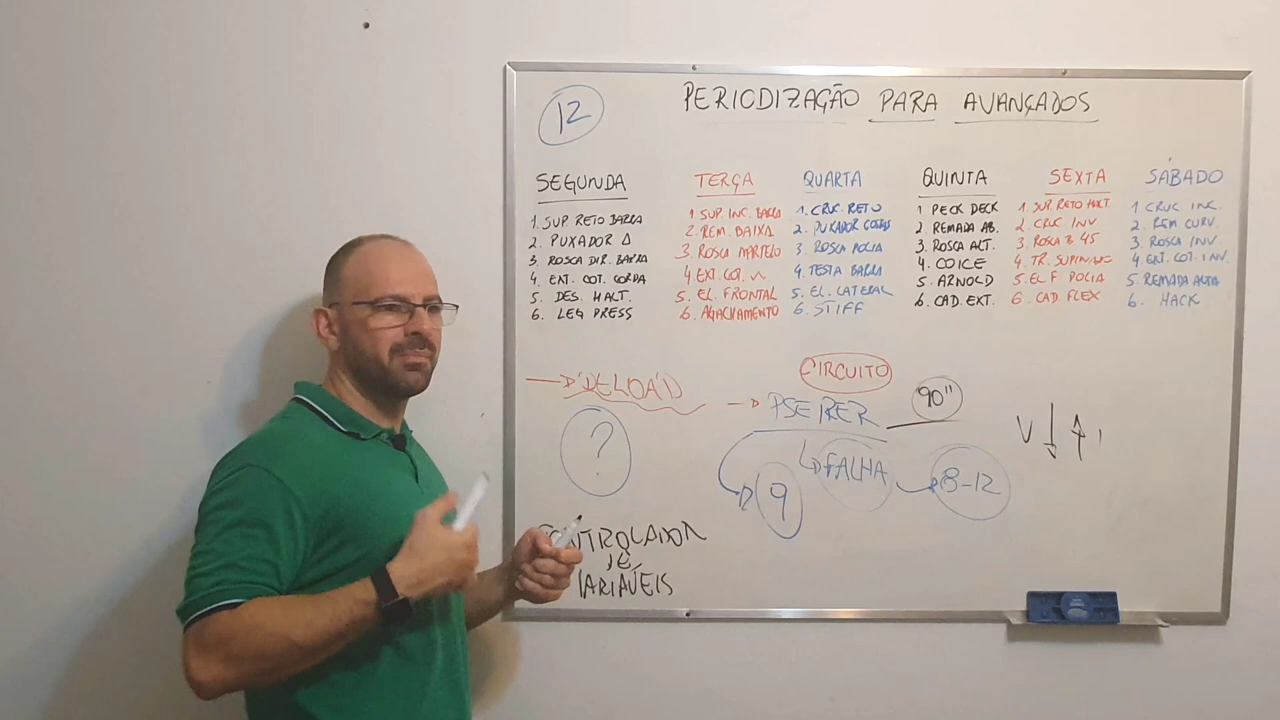 12
PERIODIZAÇÃO PARA AVANÇADOS
SEGUNDA
1. SUP. RETO BARRA
2. PUXADOR Δ
3. ROSCA DIR. BARRA
4. EXT. COT. CORDA
5. DES. HALT.
6. LEG PRESS
TERÇA
1. SUP. INC. BARRA
2. REM. BAIXA
3. ROSCA MARTELO
4 EXT. COT. V
5. EL. FRONTAL
6. AGACHAMENTO
QUARTA
1. CRUC. RETO
2. PUXADOR COSTAS
3. ROSCA POLIA
4. TESTA BARRA
5. EL. LATERAL
6. STIFF
QUINTA
1 PECK DECK
2. REMADA AB.
3. ROSCA ALT.
4. COICE
5. ARNOLD
6. CAD. EXT.
SEXTA
1. SUP. RETO HALT.
2. CRUC INV.
3. ROSCA B 45
4. TR. SUPINADO
5. EL F POLIA
6. CAD FLEX
SÁBADO
1 CRUC. INC.
2 REM CURV.
3 ROSCA INV.
4 EXT. COT. INV.
5 REMADA ALTA
6. HACK
DELOAD
?
CONTROLADOR
DE
VARIÁVEIS
CIRCUITO
PSE RER
90"
FALHA
9
8-12
V ↓ ↑ I